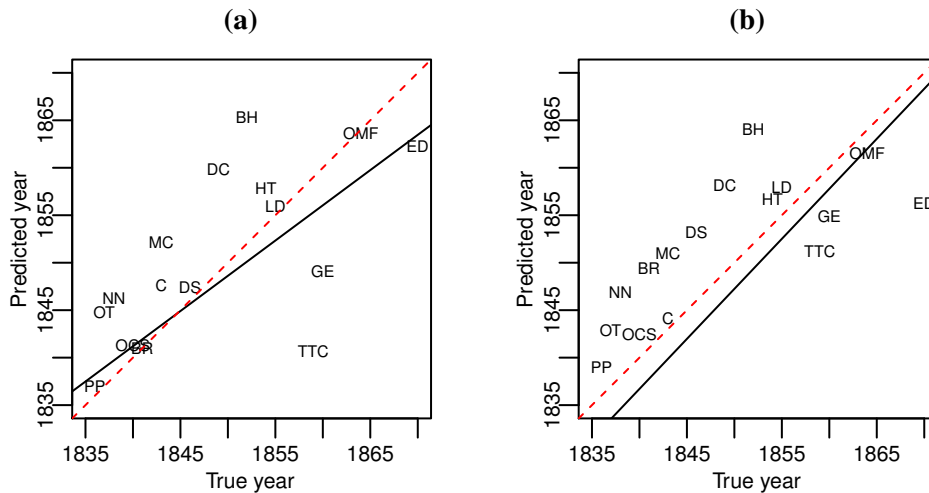 (a)
(b)
BH
OMF
ED
DC
HT
LD
MC
GE
C
DS
NN
OT
OCS
BR
TTC
PP
1835
1845
1855
1865
Predicted year
1835
1845
1855
1865
True year
BH
OMF
DC
LD
HT
ED
GE
DS
TTC
MC
BR
NN
C
OT
OCS
PP
1835
1845
1855
1865
Predicted year
1835
1845
1855
1865
True year